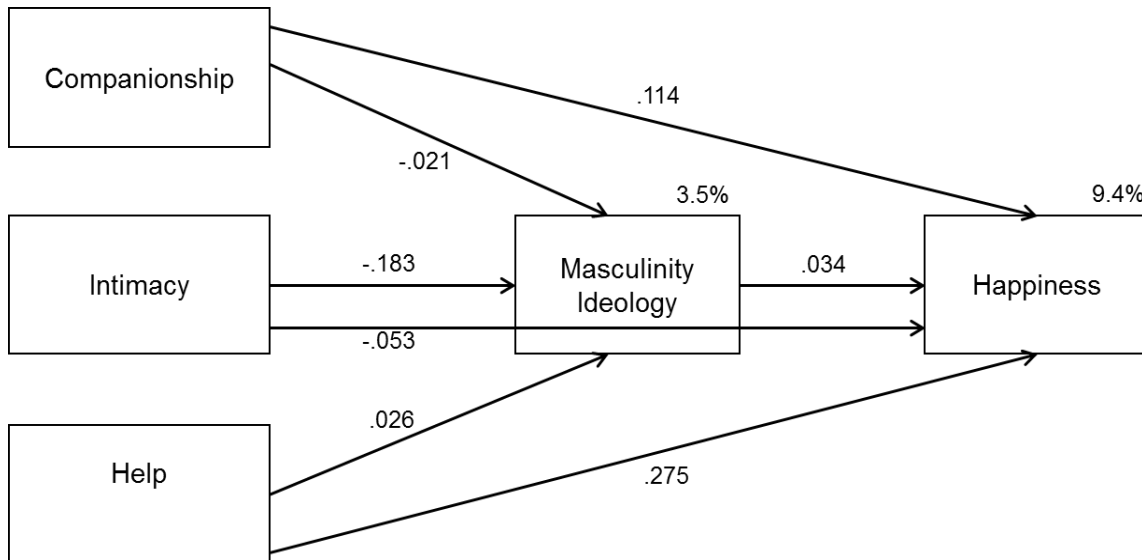 Companionship
.114
-.021
3.5%
9.4%
Intimacy
-.183
Masculinity
Ideology
.034
Happiness
-.053
Help
.026
.275